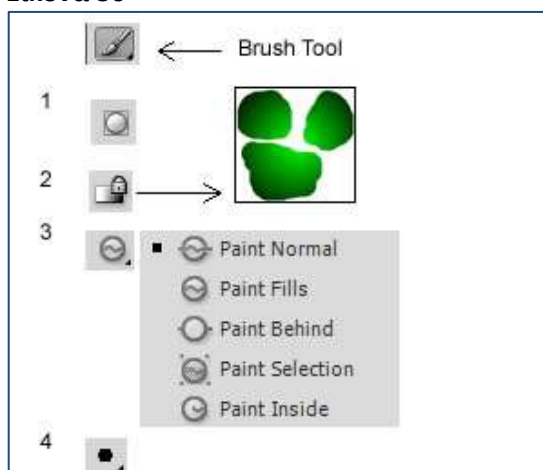 Brush Tool
1
2
3
Paint Normal
Paint Fills
Paint Behind
Paint Selection
Paint Inside
4